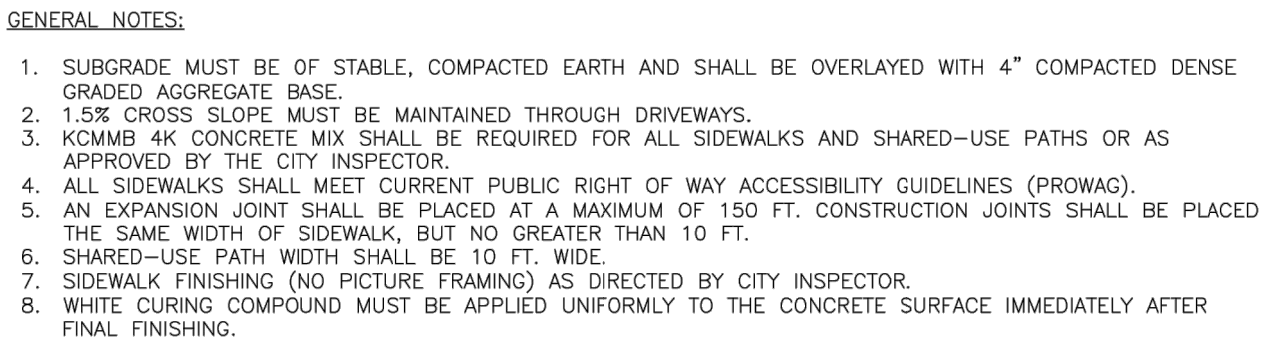 GENERAL NOTES:
1. SUBGRADE MUST BE OF STABLE, COMPACTED EARTH AND SHALL BE OVERLAYED WITH 4" COMPACTED DENSE
GRADED AGGREGATE BASE.
2. 1.5% CROSS SLOPE MUST BE MAINTAINED THROUGH DRIVEWAYS.
3. KCMMB 4K CONCRETE MIX SHALL BE REQUIRED FOR ALL SIDEWALKS AND SHARED–USE PATHS OR AS
APPROVED BY THE CITY INSPECTOR.
4. ALL SIDEWALKS SHALL MEET CURRENT PUBLIC RIGHT OF WAY ACCESSIBILITY GUIDELINES (PROWAG).
5. AN EXPANSION JOINT SHALL BE PLACED AT A MAXIMUM OF 150 FT. CONSTRUCTION JOINTS SHALL BE PLACED
THE SAME WIDTH OF SIDEWALK, BUT NO GREATER THAN 10 FT.
6. SHARED–USE PATH WIDTH SHALL BE 10 FT. WIDE.
7. SIDEWALK FINISHING (NO PICTURE FRAMING) AS DIRECTED BY CITY INSPECTOR.
8. WHITE CURING COMPOUND MUST BE APPLIED UNIFORMLY TO THE CONCRETE SURFACE IMMEDIATELY AFTER
FINAL FINISHING.